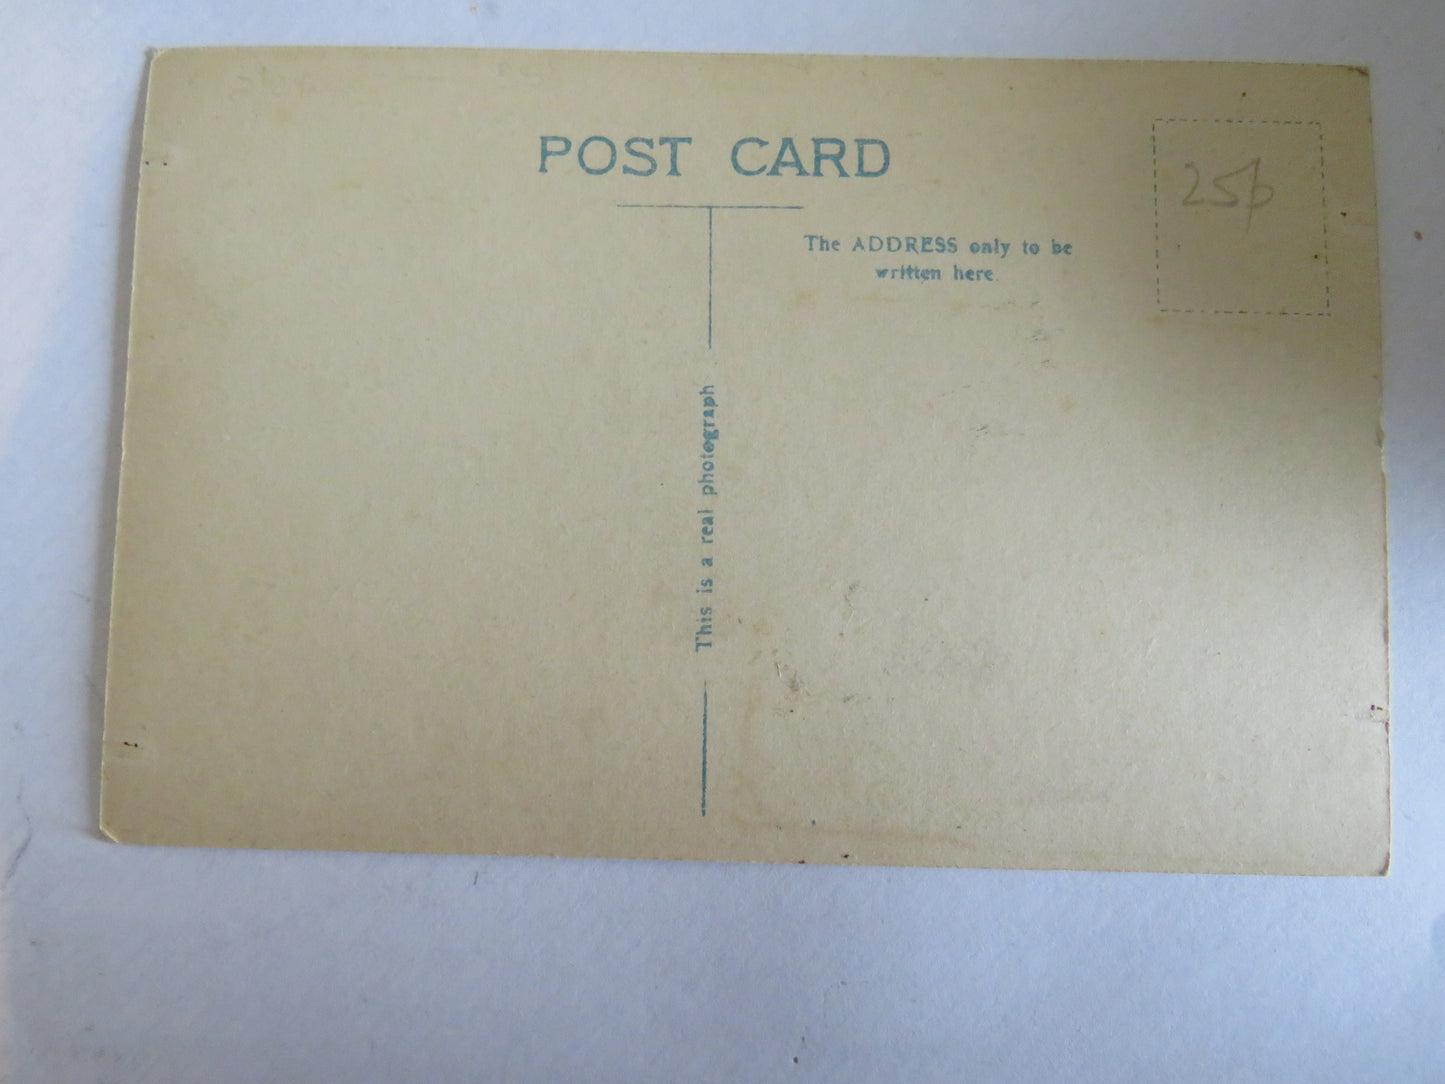 POST CARD
25p
The ADDRESS only to be
written here.
This is a real photograph